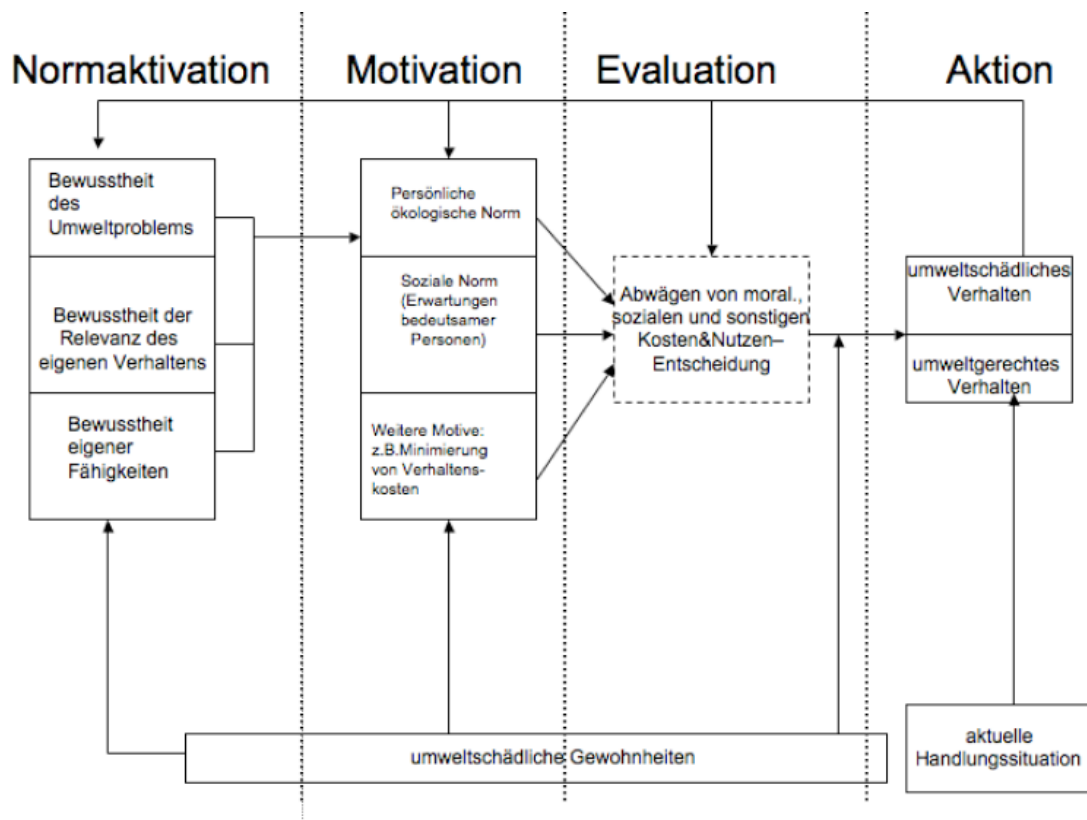 Normaktivation
Motivation
Evaluation
Aktion
Bewusstheit
des
Umweltproblems
Bewusstheit der
Relevanz des
eigenen Verhaltens
Bewusstheit
eigener
Fähigkeiten
Persönliche
ökologische Norm
Soziale Norm
(Erwartungen
bedeutsamer
Personen)
Weitere Motive:
z.B.Minimierung
von Verhaltens-
kosten
Abwägen von moral.,
sozialen und sonstigen
Kosten&Nutzen–
Entscheidung
umweltschädliches
Verhalten
umweltgerechtes
Verhalten
umweltschädliche Gewohnheiten
aktuelle
Handlungssituation